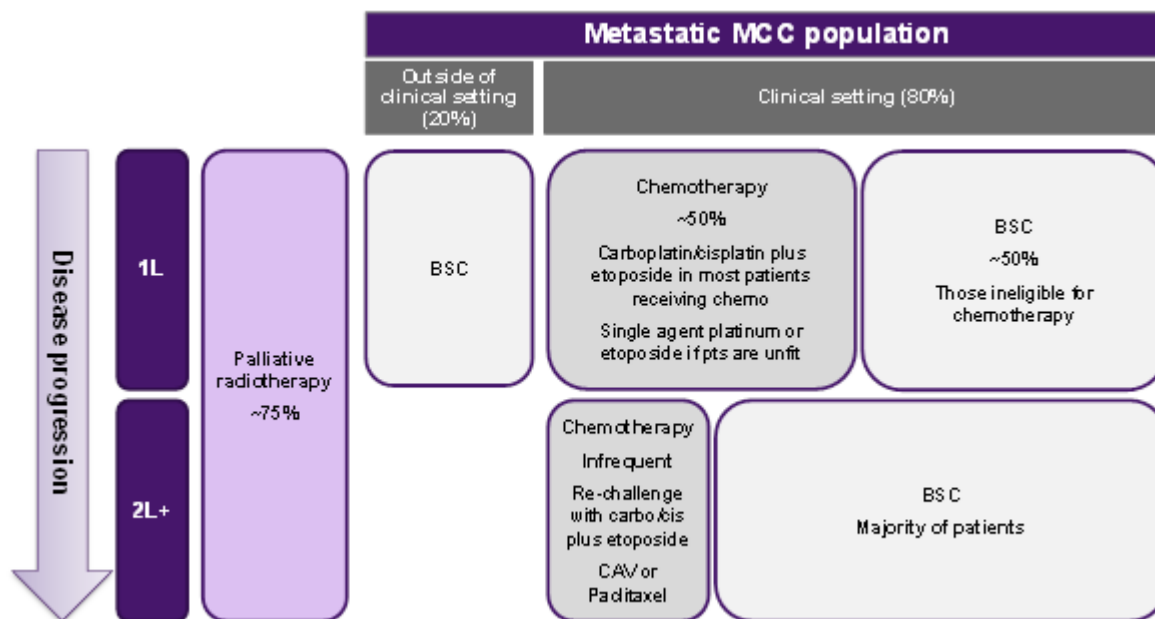 Metastatic MCC population
Outside of
clinical setting
(20%)
Clinical setting (80%)
Disease progression
1L
Palliative
radiotherapy
~75%
BSC
Chemotherapy
~50%
Carboplatin/cisplatin plus
etoposide in most patients
receiving chemo
Single agent platinum or
etoposide if pts are unfit
BSC
~50%
Those ineligible for
chemotherapy
2L+
Chemotherapy
Infrequent
Re-challenge
with carbo/cis
plus etoposide
CAV or
Paclitaxel
BSC
Majority of patients